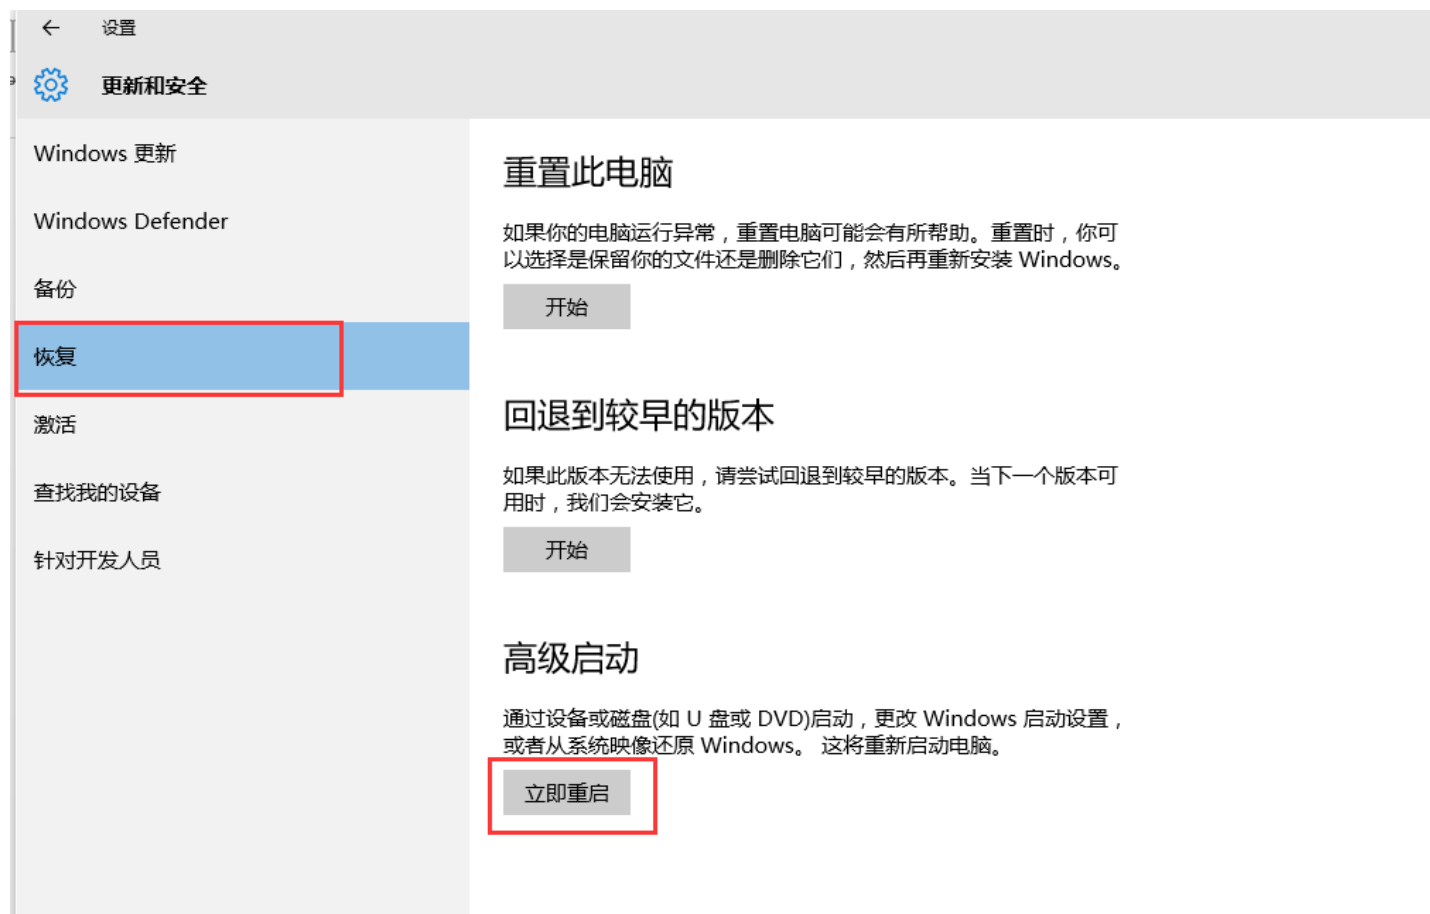 设置
更新和安全
Windows 更新
Windows Defender
备份
恢复
激活
查找我的设备
针对开发人员
重置此电脑
如果你的电脑运行异常，重置电脑可能会有所帮助。重置时，你可
以选择是保留你的文件还是删除它们，然后再重新安装 Windows。
开始
回退到较早的版本
如果此版本无法使用，请尝试回退到较早的版本。当下一个版本可
用时，我们会安装它。
开始
高级启动
通过设备或磁盘(如 U 盘或 DVD)启动，更改 Windows 启动设置，
或者从系统映像还原 Windows。 这将重新启动电脑。
立即重启